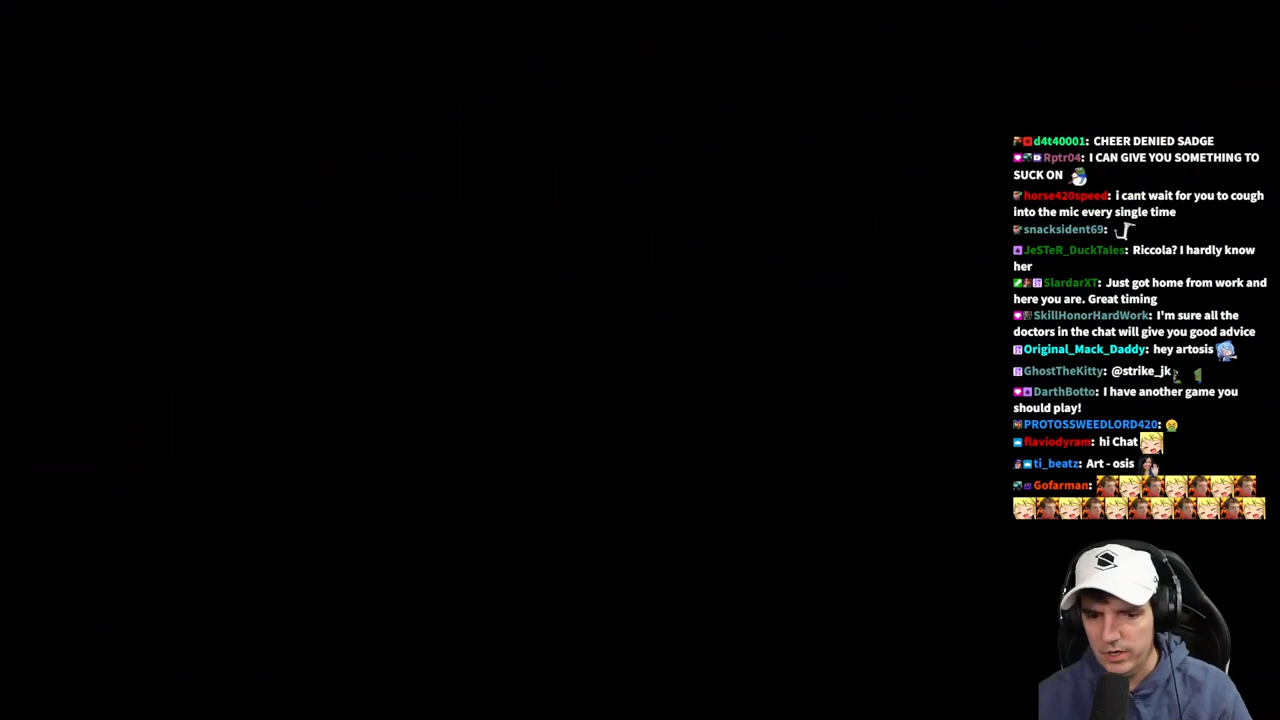 d4t40001: CHEER DENIED SADGE
Rptr04: I CAN GIVE YOU SOMETHING TO
SUCK ON
horse420speed: i cant wait for you to cough
into the mic every single time
snacksident69:
JeSTeR_DuckTales: Riccola? I hardly know
her
SlardarXT: Just got home from work and
here you are. Great timing
SkillHonorHardWork: I'm sure all the
doctors in the chat will give you good advice
Original_Mack_Daddy: hey artosis
GhostTheKitty: @strike_jk
DarthBotto: I have another game you
should play!
PROTOSSWEEDLORD420:
flaviodyram: hi Chat
ti_beatz: Art - osis
Gofarman: